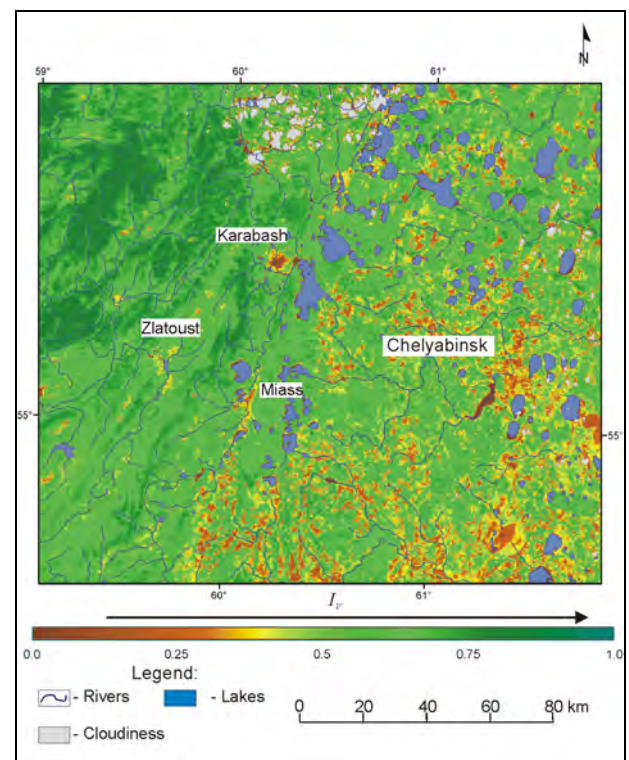 N
59° 60° 61°
Karabash
Zlatoust
Chelyabinsk
Miass
55° 55°
60° 61°
I_v
0.0 0.25 0.5 0.75 1.0
Legend:
- Rivers - Lakes
0 20 40 60 80 km
- Cloudiness